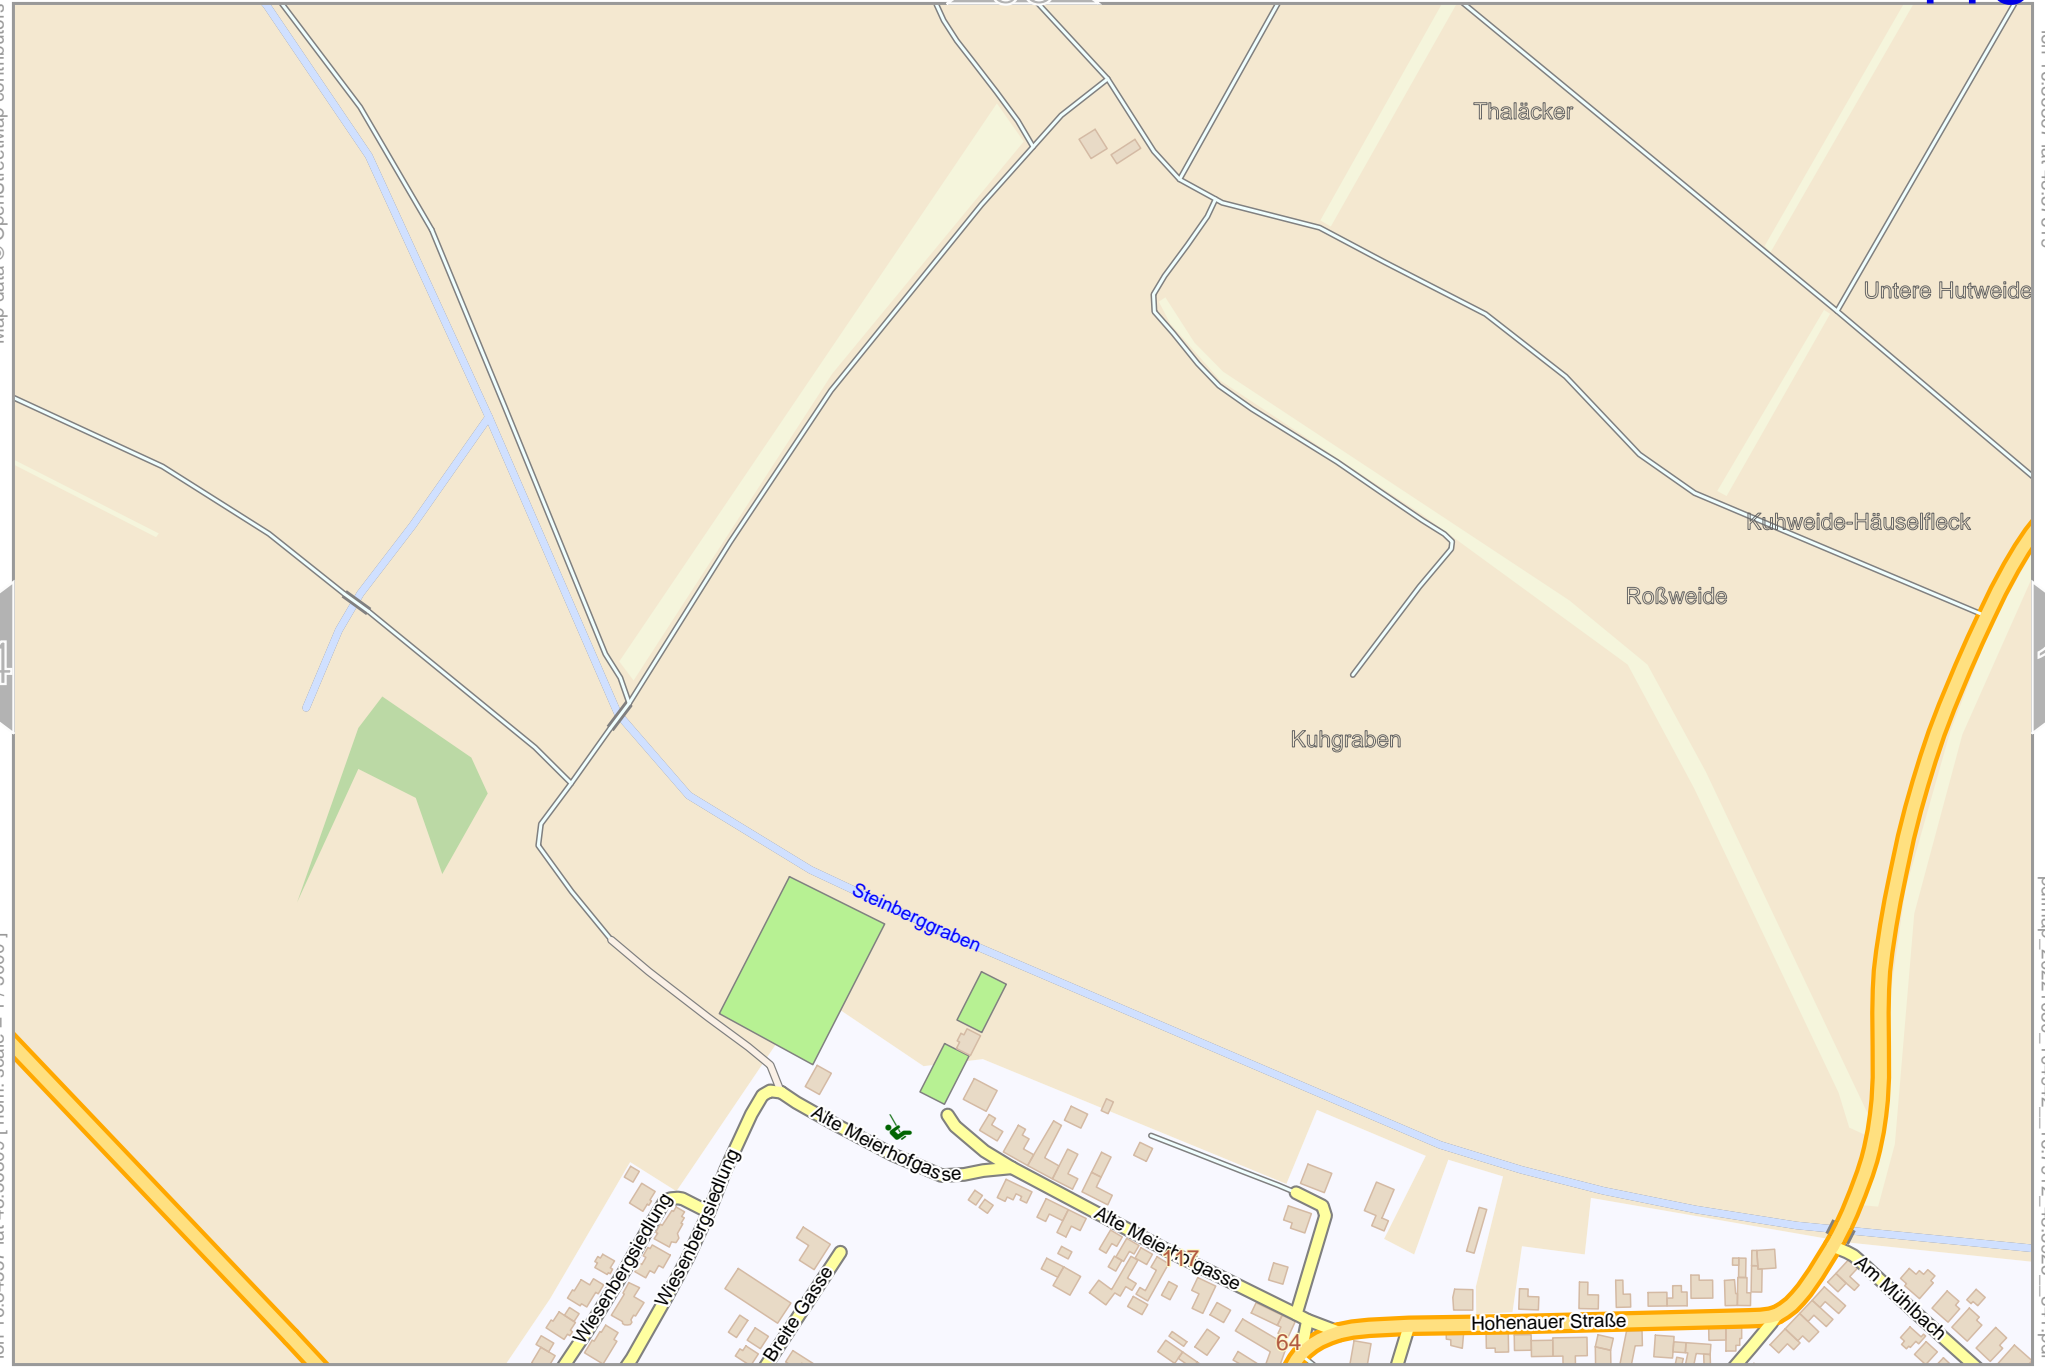 Thaläcker
Untere Hutweide
Kuhweide-Häuselfleck
Roßweide
Kuhgraben
Steinberggraben
Alte Meierhofgasse
Wiesenbergsiedlung
Wiesenbergsiedlung
Alte Meierhofgasse
117
Breite Gasse
64
Hohenauer Straße
Am Mühlbach